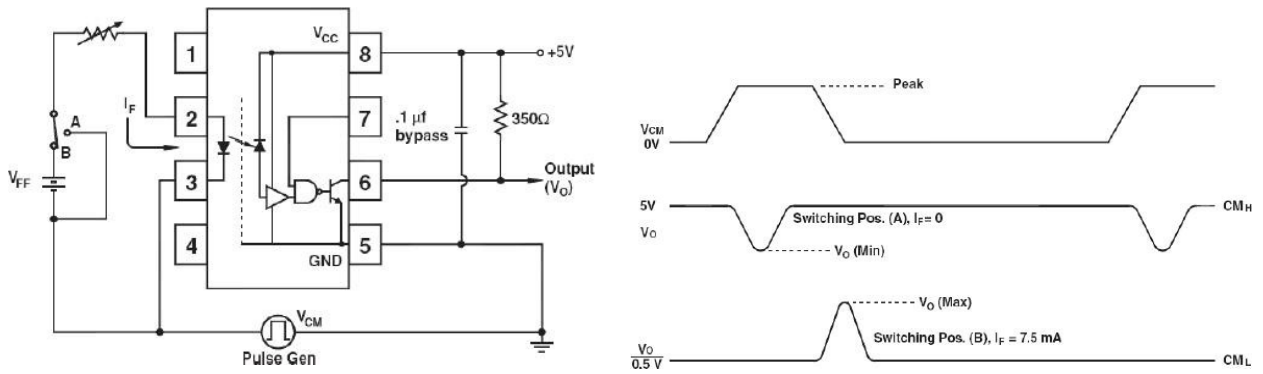 V_CC
1
8
+5V
I_F
2
7
.1 µf
bypass
350Ω
A
B
V_FF
3
6
Output
(V_O)
4
5
GND
V_CM
Pulse Gen
Peak
V_CM
0V
5V
V_O
Switching Pos. (A), I_F = 0
CM_H
V_O (Min)
V_O (Max)
Switching Pos. (B), I_F = 7.5 mA
V_O
0.5 V
CM_L